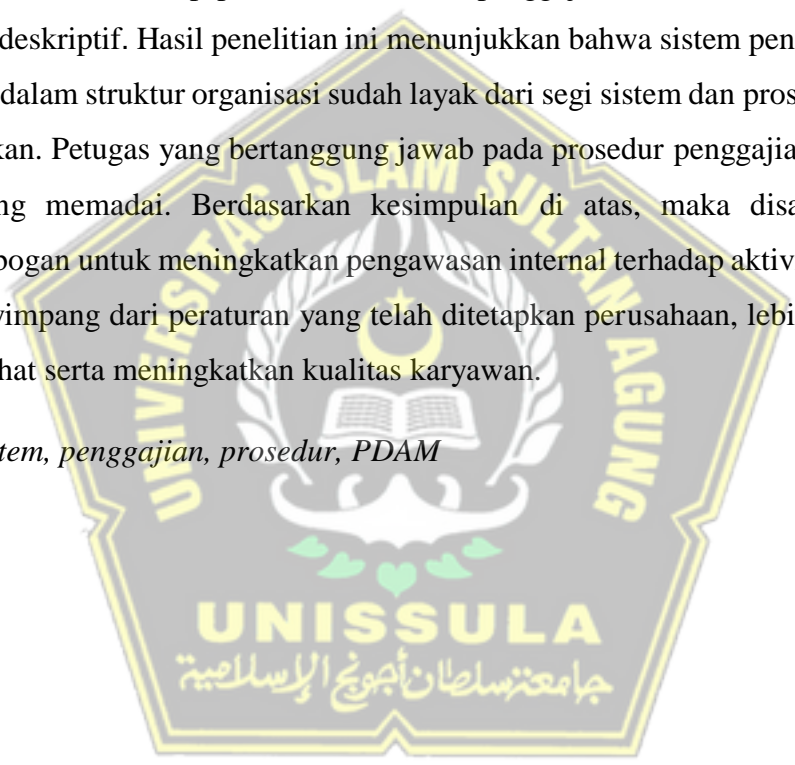 deskriptif. Hasil penelitian ini menunjukkan bahwa sistem pen
dalam struktur organisasi sudah layak dari segi sistem dan pros
kan. Petugas yang bertanggung jawab pada prosedur penggajia
ng memadai. Berdasarkan kesimpulan di atas, maka disa
bogan untuk meningkatkan pengawasan internal terhadap aktiv
yimpang dari peraturan yang telah ditetapkan perusahaan, lebi
hat serta meningkatkan kualitas karyawan.
tem, penggajian, prosedur, PDAM
UNIVERSITAS ISLAM SULTAN AGUNG
UNISSULA
جامعتسلطان أجونج الإسلامية